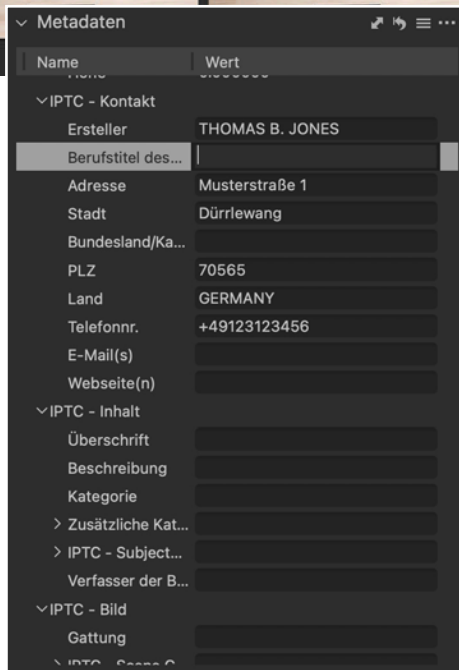 Metadaten
Name Wert
IPTC - Kontakt
Ersteller THOMAS B. JONES
Berufstitel des...
Adresse Musterstraße 1
Stadt Dürrlewang
Bundesland/Ka...
PLZ 70565
Land GERMANY
Telefonnr. +49123123456
E-Mail(s)
Webseite(n)
IPTC - Inhalt
Überschrift
Beschreibung
Kategorie
Zusätzliche Kat...
IPTC - Subject...
Verfasser der B...
IPTC - Bild
Gattung